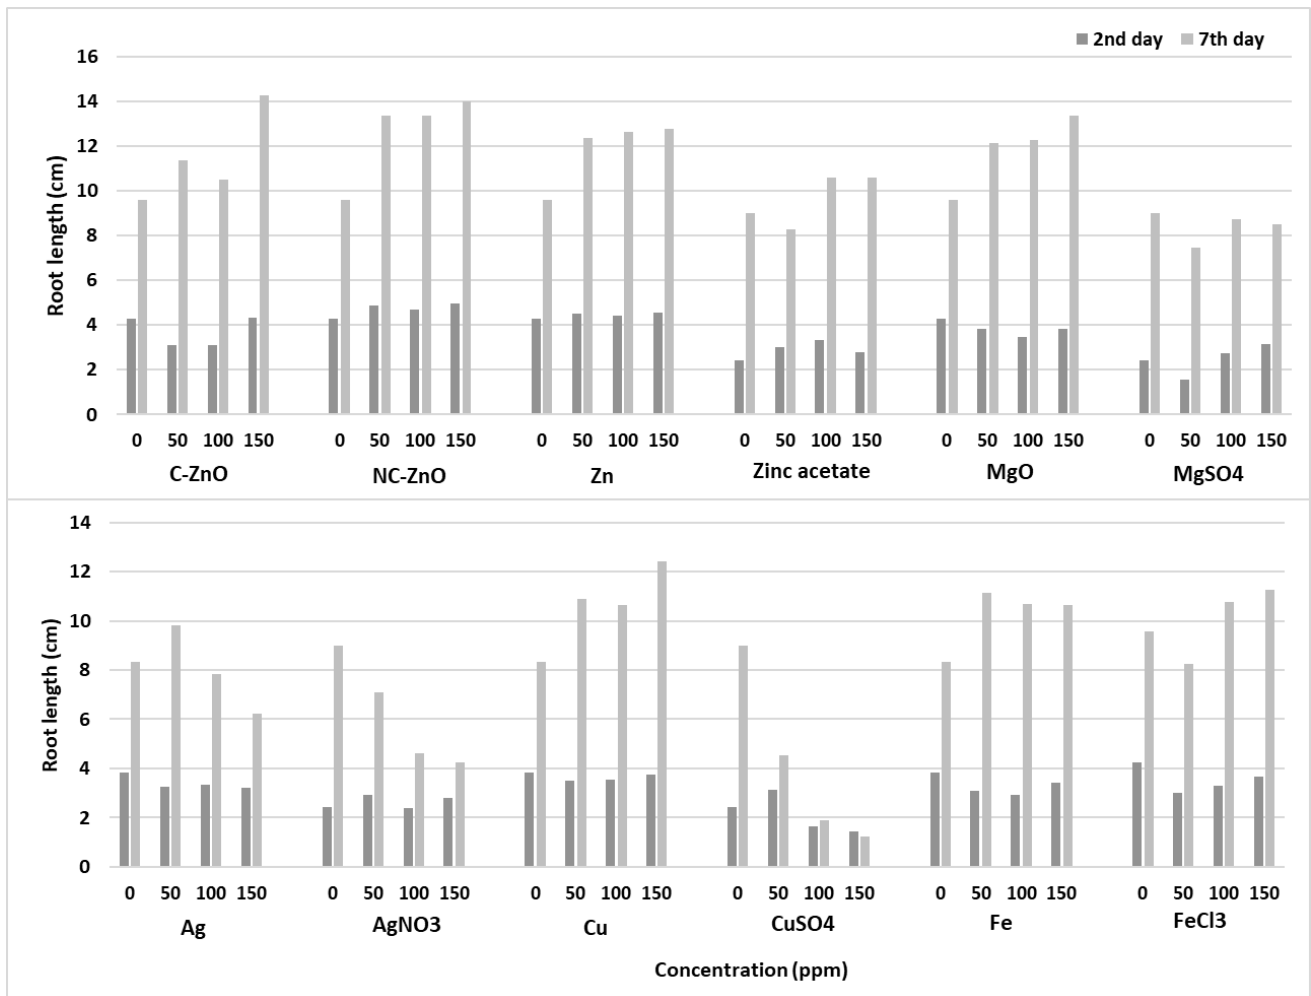 2nd day 7th day
16
14
12
10
8
6
4
2
0
Root length (cm)
0 50 100 150 0 50 100 150 0 50 100 150 0 50 100 150 0 50 100 150 0 50 100 150
C-ZnO NC-ZnO Zn Zinc acetate MgO MgSO4
14
12
10
8
6
4
2
0
Root length (cm)
0 50 100 150 0 50 100 150 0 50 100 150 0 50 100 150 0 50 100 150 0 50 100 150
Ag AgNO3 Cu CuSO4 Fe FeCl3
Concentration (ppm)